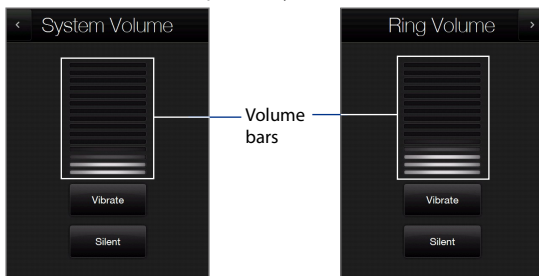 System Volume
Vibrate
Silent
Volume
bars
Ring Volume
Vibrate
Silent